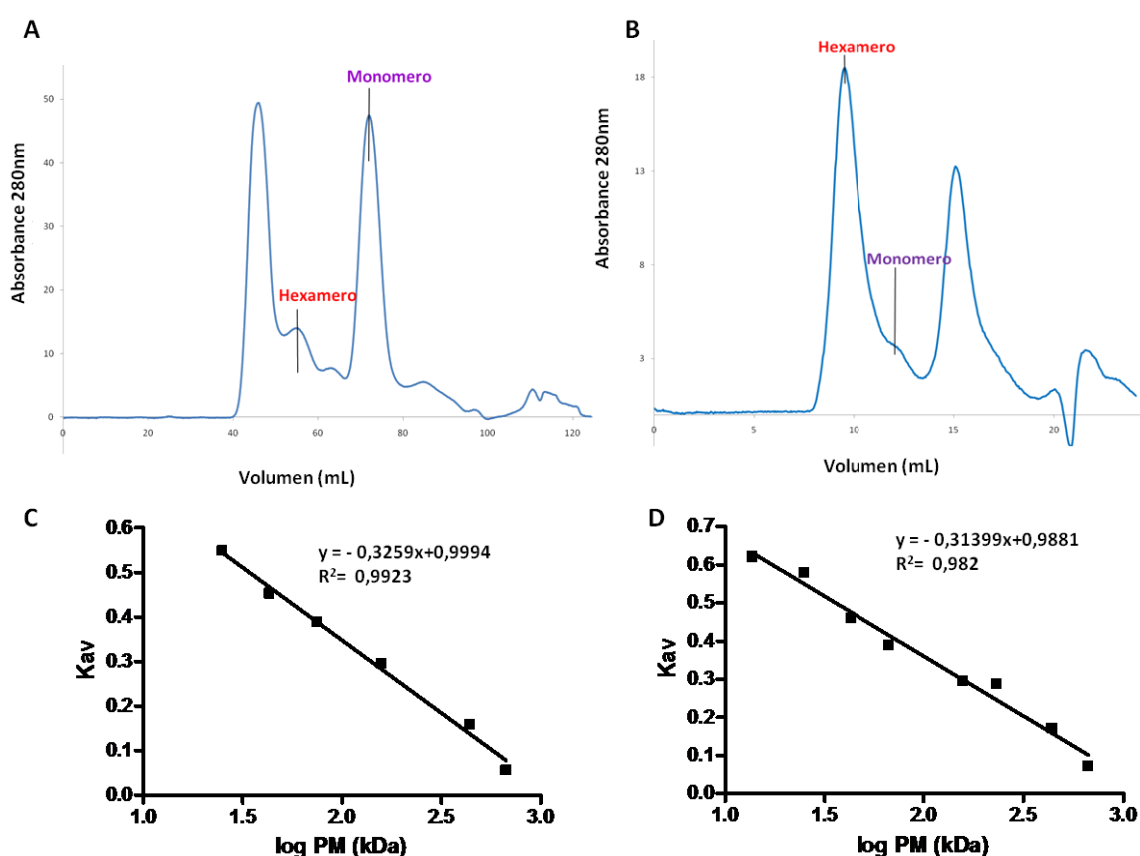 A
Monomero
Hexamero
Absorbance 280nm
50
40
30
20
10
0
0 20 40 60 80 100 120
Volumen (mL)
B
Hexamero
Monomero
Absorbance 280nm
18
13
8
3
0 5 10 15 20
Volumen (mL)
C
y = - 0,3259x+0,9994
R2= 0,9923
Kav
0.6
0.5
0.4
0.3
0.2
0.1
0.0
1.0 1.5 2.0 2.5 3.0
log PM (kDa)
D
y = -0,31399x+0,9881
R2= 0,982
Kav
0.7
0.6
0.5
0.4
0.3
0.2
0.1
0.0
1.0 1.5 2.0 2.5 3.0
log PM (kDa)